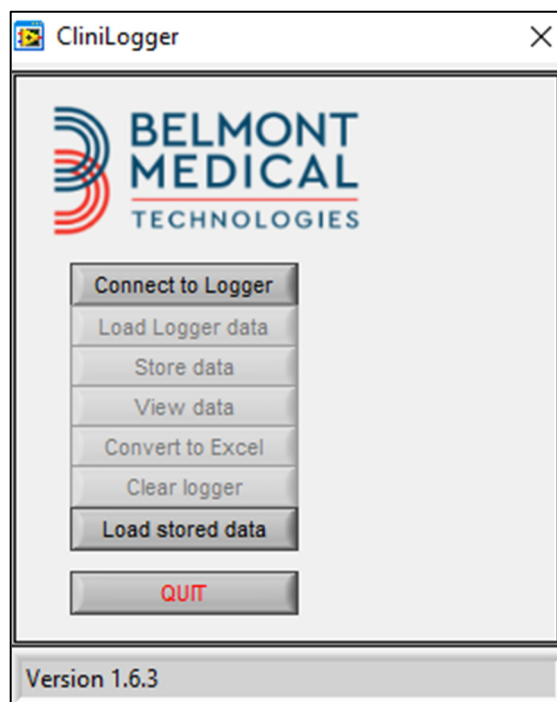 CliniLogger
BELMONT
MEDICAL
TECHNOLOGIES
Connect to Logger
Load Logger data
Store data
View data
Convert to Excel
Clear logger
Load stored data
QUIT
Version 1.6.3